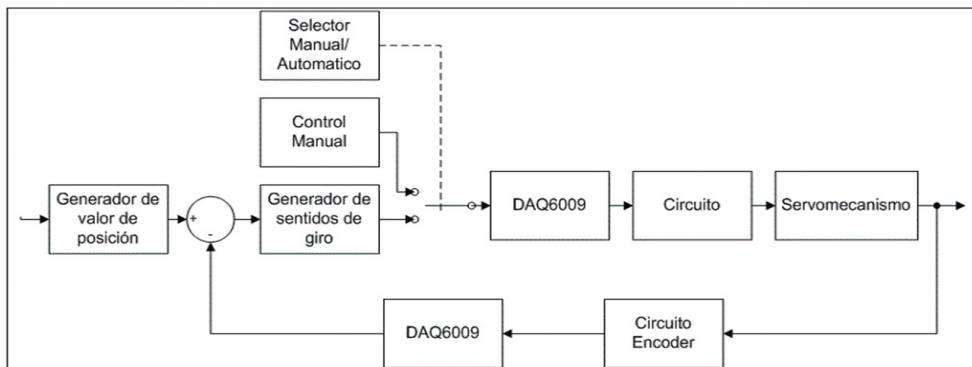 Selector
Manual/
Automatico
Control
Manual
Generador de
valor de
posición
+
-
Generador de
sentidos de
giro
DAQ6009
Circuito
Servomecanismo
DAQ6009
Circuito
Encoder